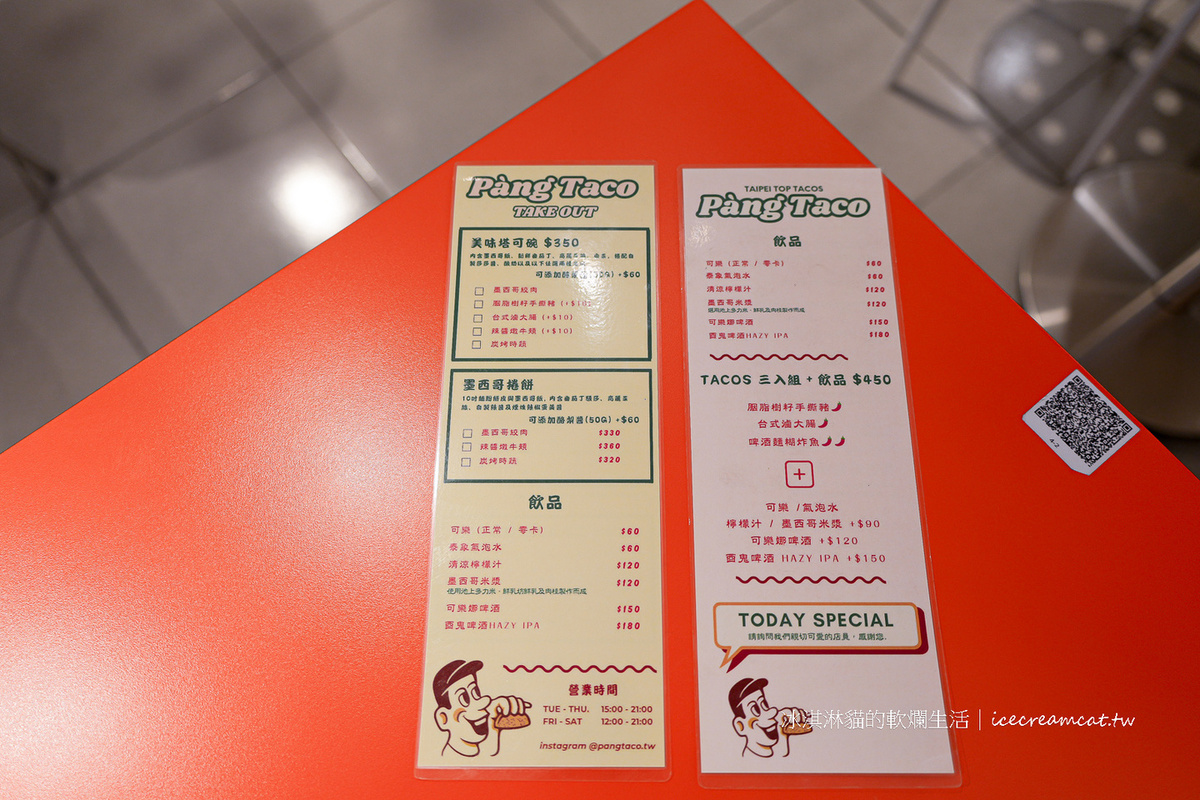 Pàng Taco
TAKE OUT
美味塔可碗 $350
可添加酪梨醬(50G) +$60
墨西哥絞肉
胭脂樹籽手撕豬 (+$10)
台式滷大腸 (+$10)
辣醬燉牛頰 (+$10)
炭烤時蔬
墨西哥捲餅
可添加酪梨醬(50G) +$60
墨西哥絞肉 $330
辣醬燉牛頰 $360
炭烤時蔬 $320
飲品
可樂 (正常 / 零卡) $60
泰象氣泡水 $60
清涼檸檬汁 $120
墨西哥米漿 $120
可樂娜啤酒 $150
酉鬼啤酒HAZY IPA $180
營業時間
TUE - THU. 15:00 - 21:00
FRI - SAT 12:00 - 21:00
instagram @pangtaco.tw
TAIPEI TOP TACOS
Pàng Taco
飲品
可樂 (正常 / 零卡) $60
泰象氣泡水 $60
清涼檸檬汁 $120
墨西哥米漿 $120
可樂娜啤酒 $150
酉鬼啤酒HAZY IPA $180
TACOS 三入組 + 飲品 $450
胭脂樹籽手撕豬
台式滷大腸
啤酒麵糊炸魚
+
可樂 / 氣泡水
檸檬汁 / 墨西哥米漿 +$90
可樂娜啤酒 +$120
酉鬼啤酒 HAZY IPA +$150
TODAY SPECIAL
請詢問我們親切可愛的店員，感謝您.
4-2
冰淇淋貓的軟爛生活｜icecreamcat.tw